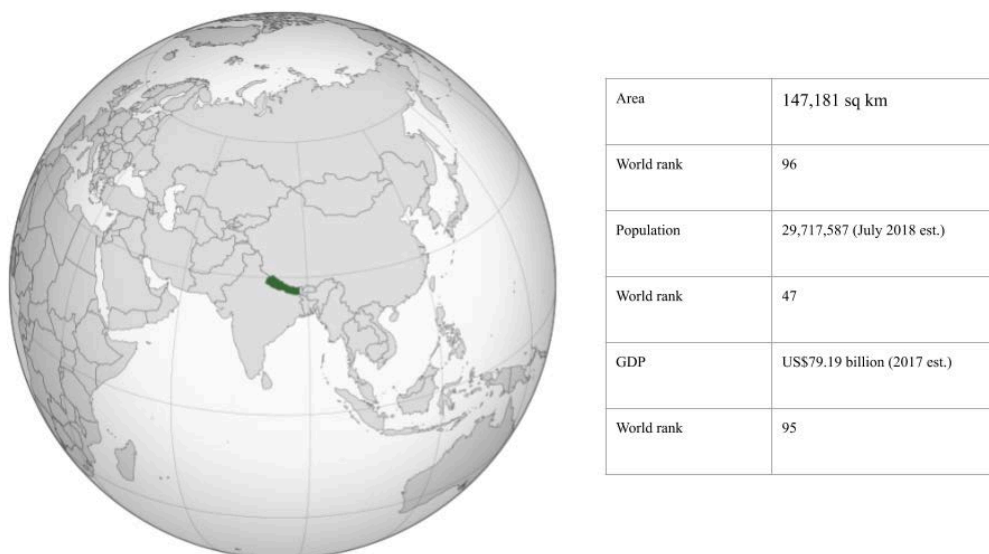 Area 147,181 sq km
World rank 96
Population 29,717,587 (July 2018 est.)
World rank 47
GDP US$79.19 billion (2017 est.)
World rank 95